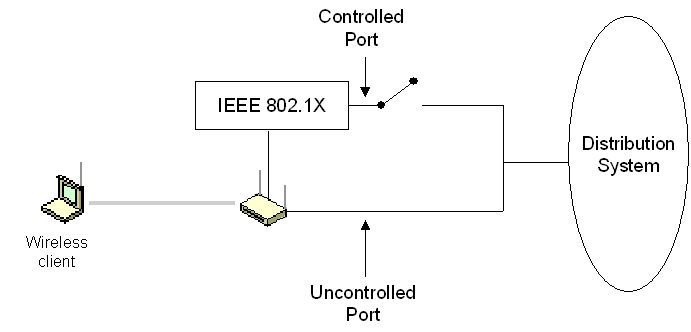 Controlled
Port
IEEE 802.1X
Distribution
System
Wireless
client
Uncontrolled
Port